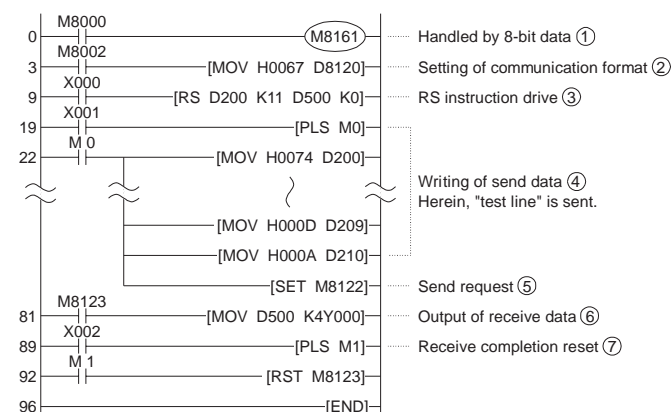 M8000
0 M8161 Handled by 8-bit data ①
M8002
3 [MOV H0067 D8120] Setting of communication format ②
X000
9 [RS D200 K11 D500 K0] RS instruction drive ③
X001
19 [PLS M0]
M 0
22 [MOV H0074 D200]
Writing of send data ④
Herein, "test line" is sent.
[MOV H000D D209]
[MOV H000A D210]
[SET M8122] Send request ⑤
M8123
81 [MOV D500 K4Y000] Output of receive data ⑥
X002
89 [PLS M1] Receive completion reset ⑦
M 1
92 [RST M8123]
96 [END]